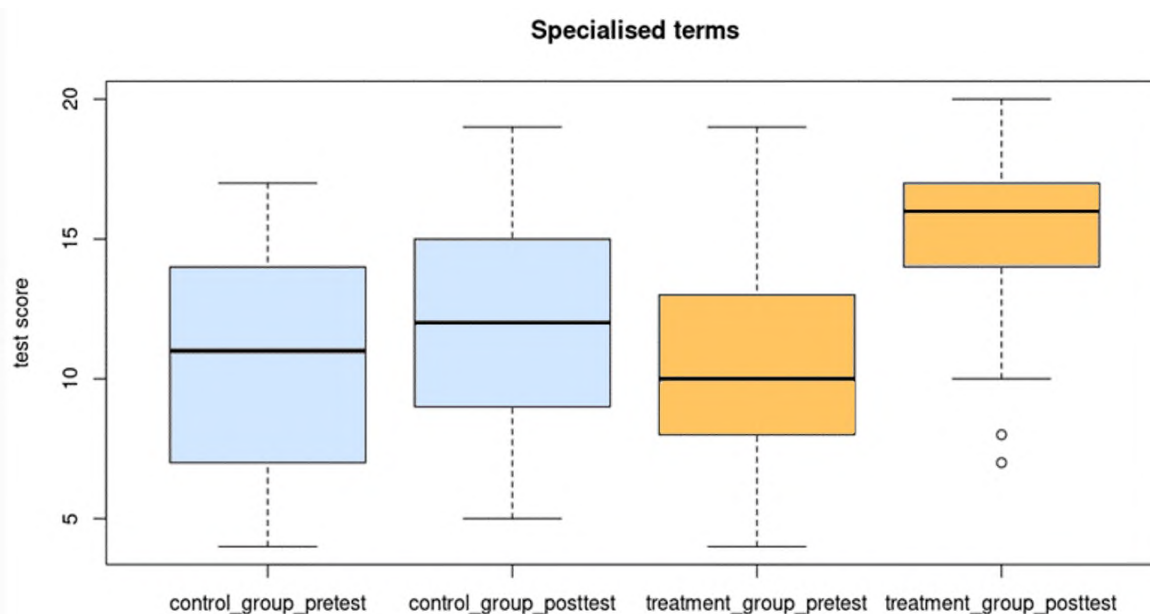 Specialised terms
20
15
10
5
test score
control_group_pretest
control_group_posttest
treatment_group_pretest
treatment_group_posttest